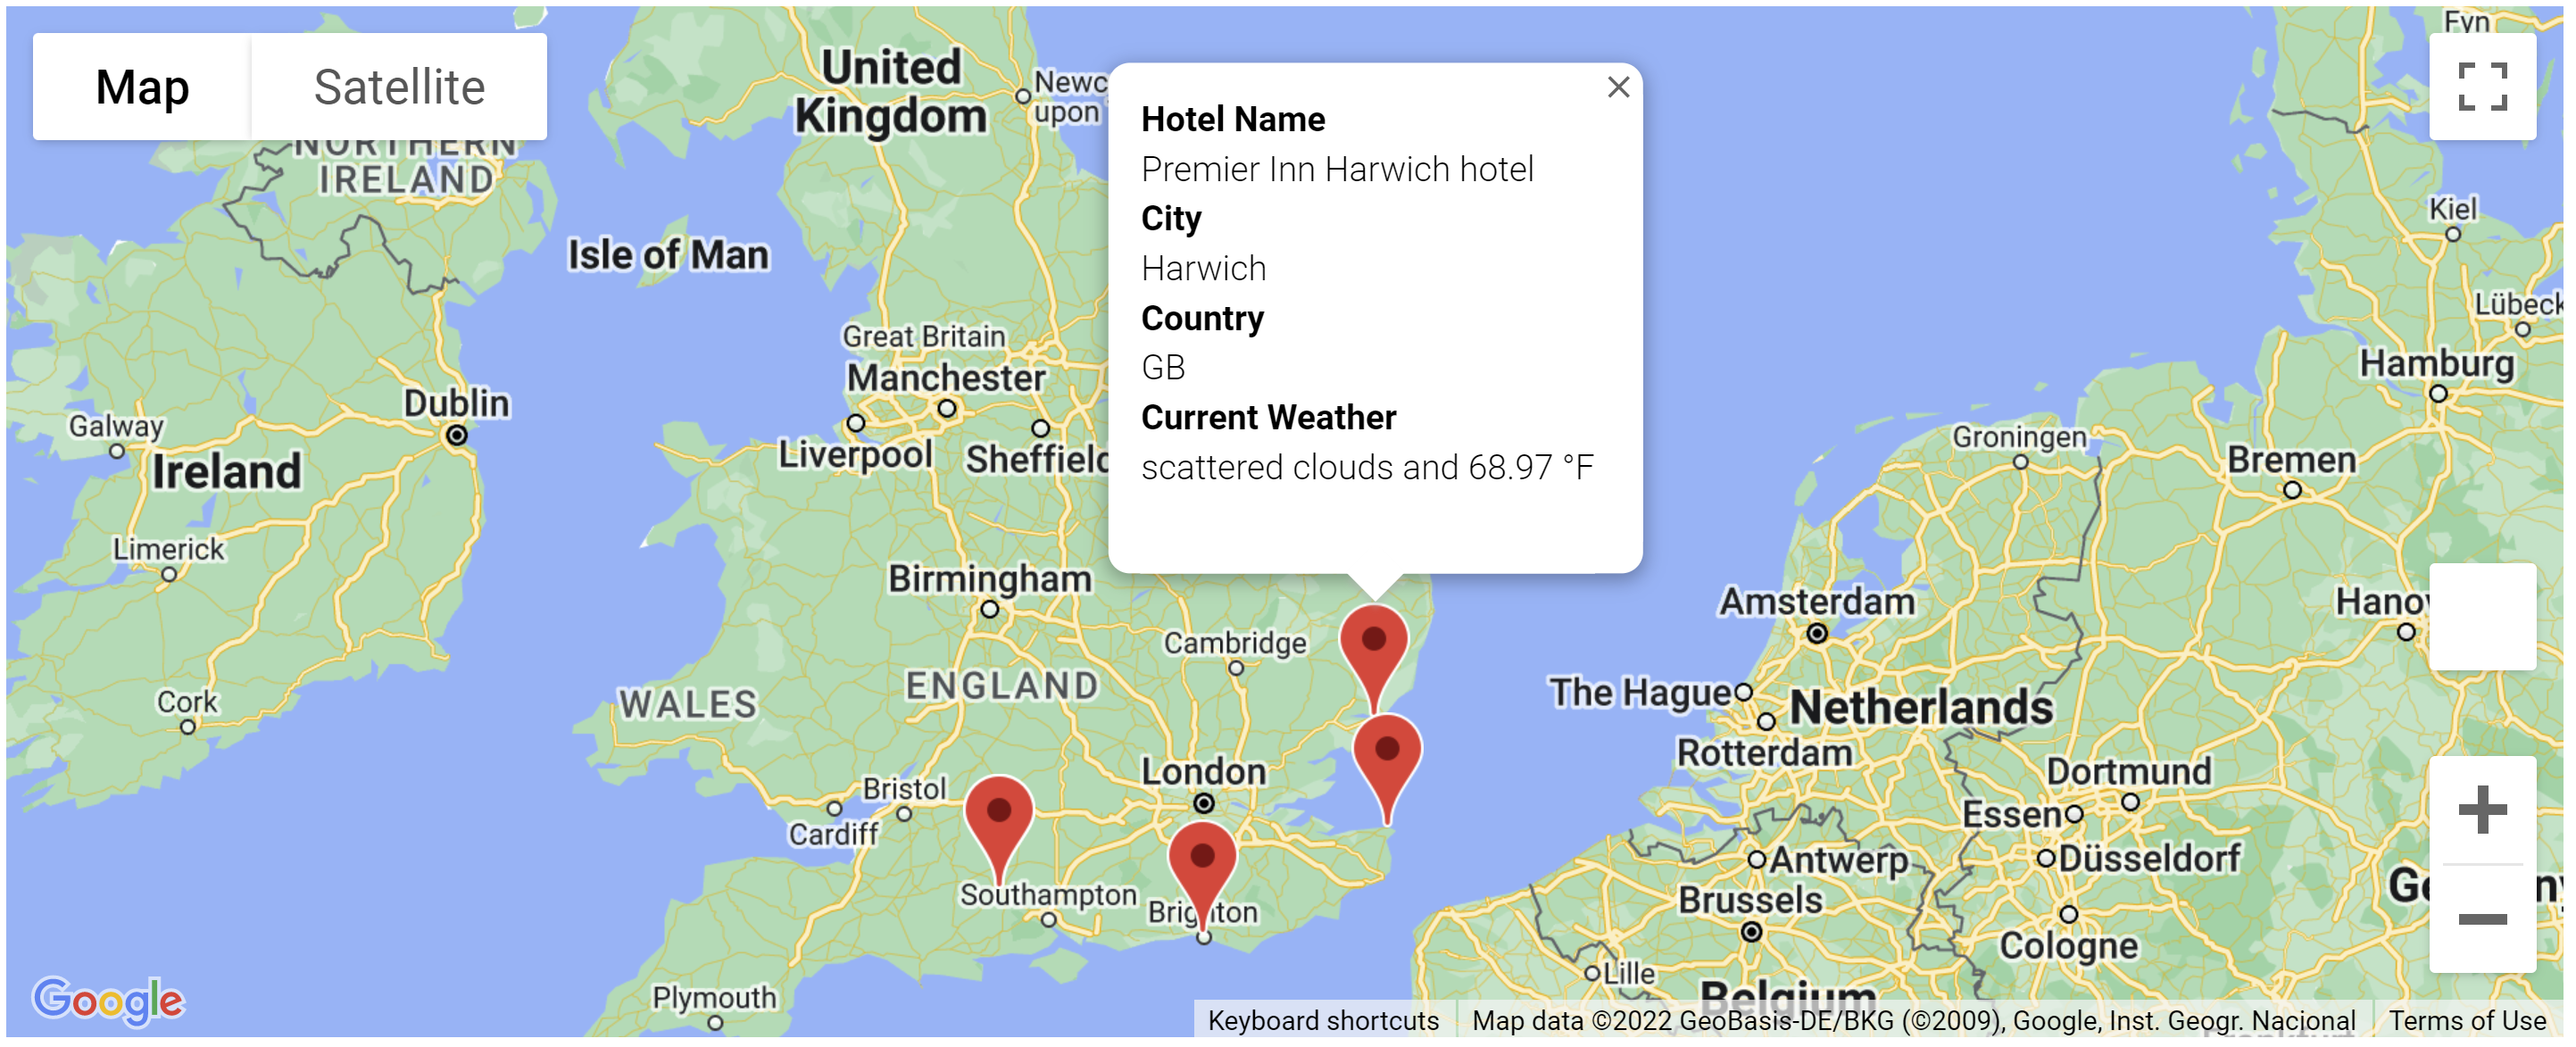 Map
Satellite
United
Kingdom
Newc
upon
Fyn
NORTHERN
IRELAND
Isle of Man
Hotel Name
Premier Inn Harwich hotel
City
Harwich
Country
GB
Current Weather
scattered clouds and 68.97 °F
Kiel
Lübeck
Hamburg
Great Britain
Manchester
Dublin
Galway
Ireland
Liverpool
Sheffield
Groningen
Bremen
Limerick
Birmingham
Amsterdam
Hano
Cambridge
ENGLAND
WALES
Cork
The Hague
Netherlands
Rotterdam
London
Dortmund
Bristol
Cardiff
Essen
Antwerp
Düsseldorf
Southampton
Brighton
Brussels
Cologne
Lille
Plymouth
Belgium
Google
Keyboard shortcuts
Map data ©2022 GeoBasis-DE/BKG (©2009), Google, Inst. Geogr. Nacional
Terms of Use